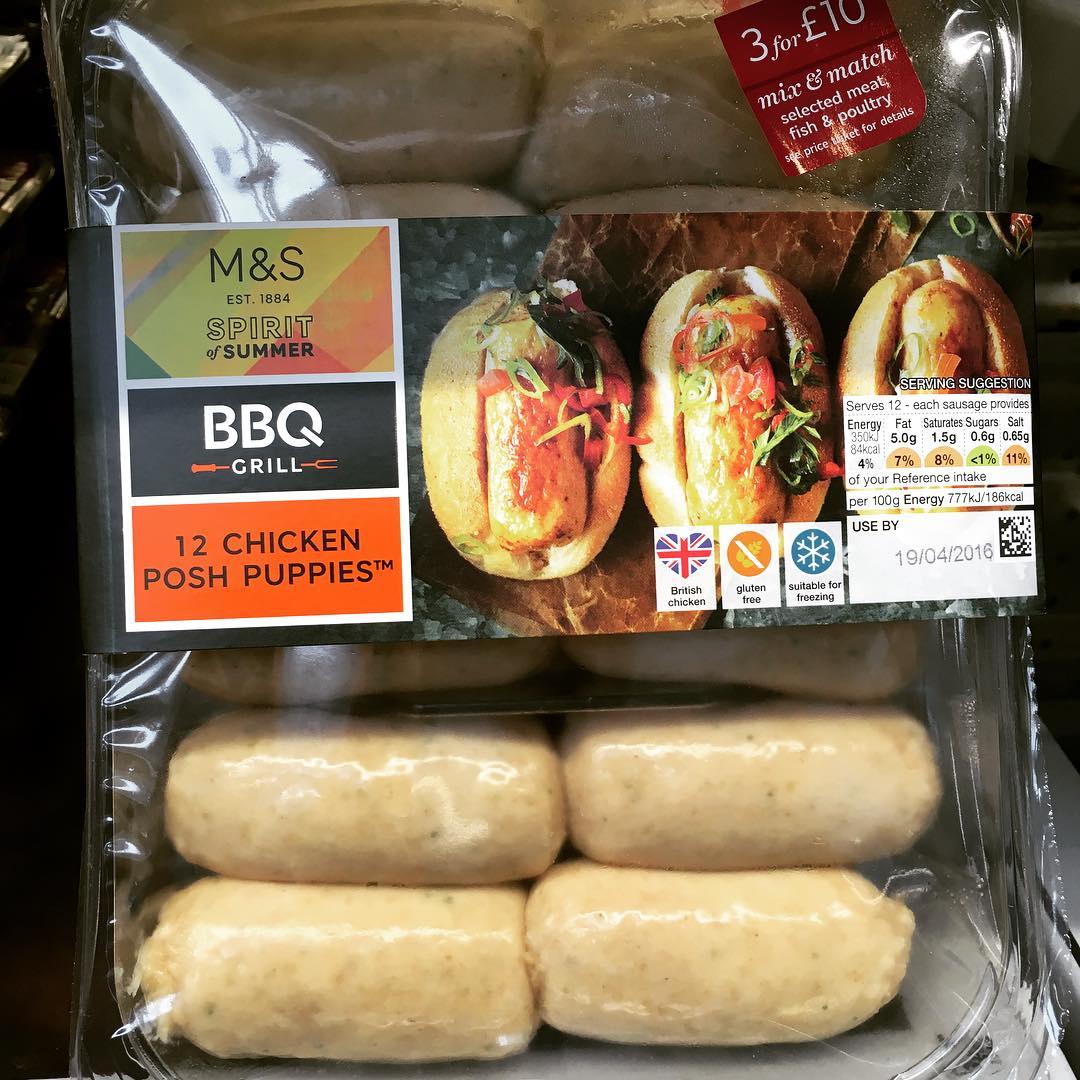 3 for £10
mix & match
selected meat,
fish & poultry
see price ticket for details
M&S
EST. 1884
SPIRIT
of SUMMER
BBQ
GRILL
12 CHICKEN
POSH PUPPIES™
SERVING SUGGESTION
Serves 12 - each sausage provides
Energy Fat Saturates Sugars Salt
350kJ 5.0g 1.5g 0.6g 0.65g
84kcal
4% 7% 8% <1% 11%
of your Reference intake
per 100g Energy 777kJ/186kcal
USE BY
19/04/2016
British
chicken
gluten
free
suitable for
freezing